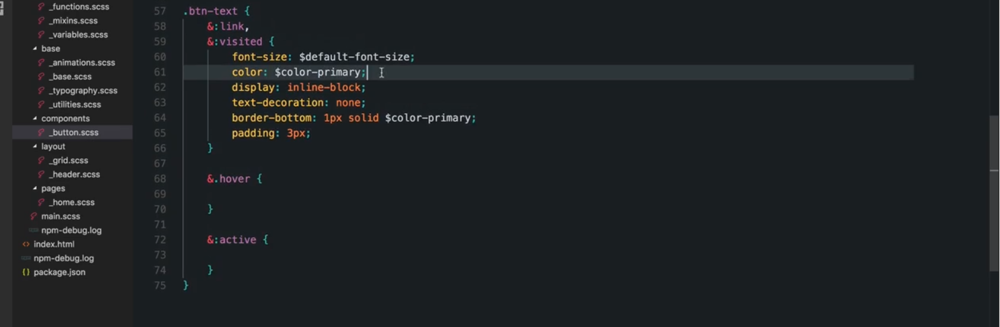 _functions.scss
_mixins.scss
_variables.scss
base
_animations.scss
_base.scss
_typography.scss
_utilities.scss
components
_button.scss
layout
_grid.scss
_header.scss
pages
_home.scss
main.scss
npm-debug.log
index.html
npm-debug.log
package.json
57 .btn-text {
58 &:link,
59 &:visited {
60 font-size: $default-font-size;
61 color: $color-primary;
62 display: inline-block;
63 text-decoration: none;
64 border-bottom: 1px solid $color-primary;
65 padding: 3px;
66 }
67
68 &.hover {
69
70 }
71
72 &:active {
73
74 }
75 }